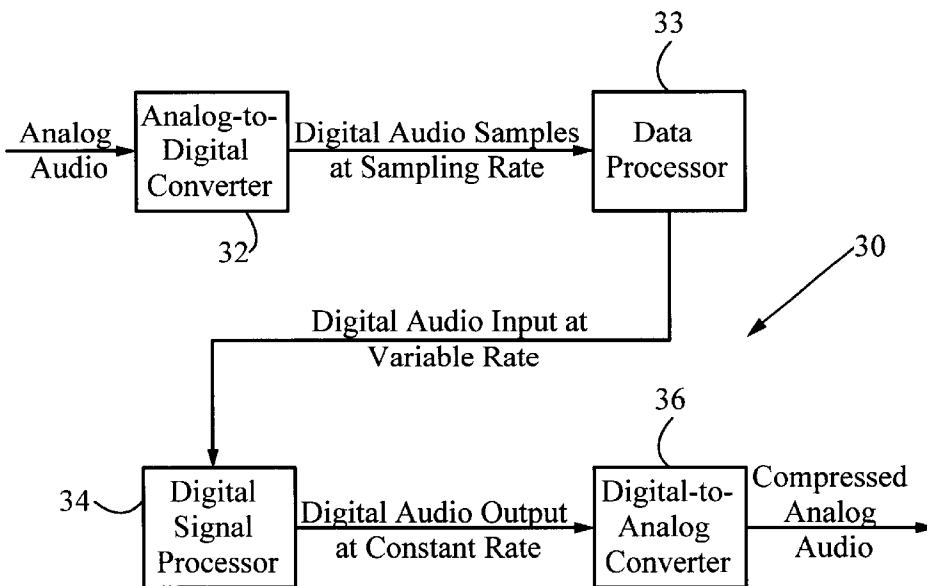 33
Analog
Audio
Analog-to-
Digital
Converter
Digital Audio Samples
at Sampling Rate
Data
Processor
32
30
Digital Audio Input at
Variable Rate
36
34
Digital
Signal
Processor
Digital Audio Output
at Constant Rate
Digital-to-
Analog
Converter
Compressed
Analog
Audio